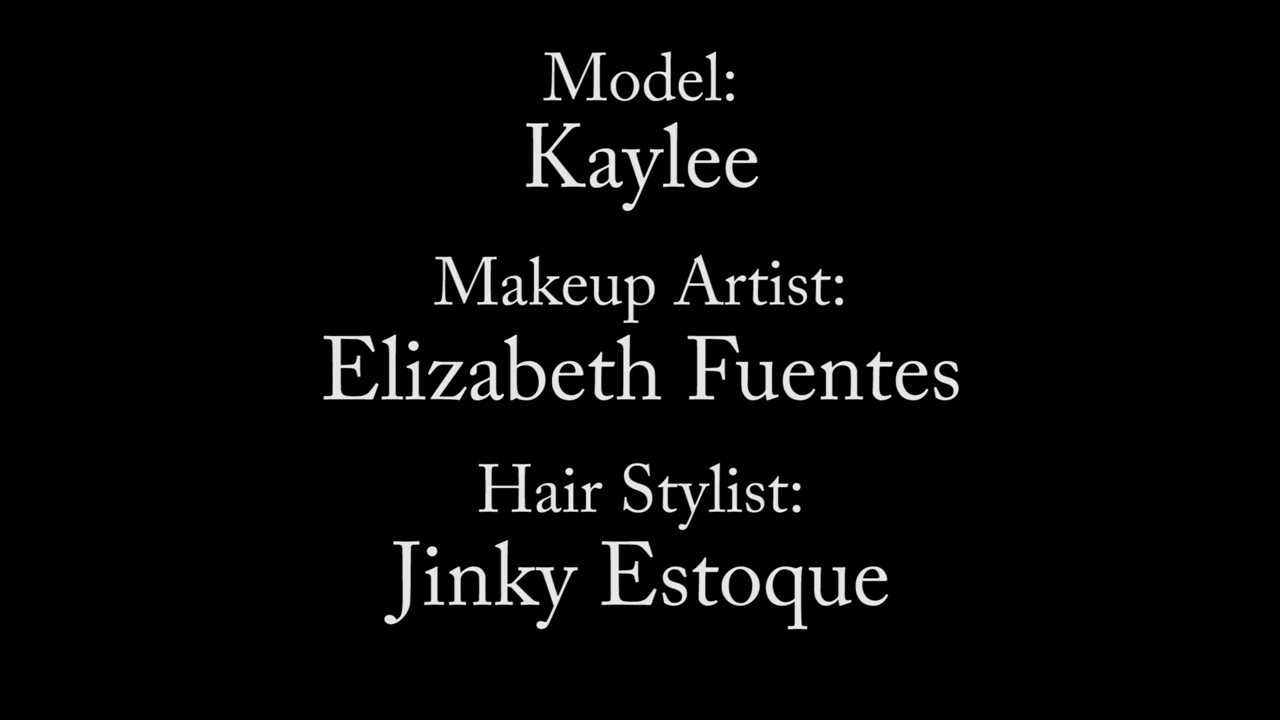 Model:
Kaylee
Makeup Artist:
Elizabeth Fuentes
Hair Stylist:
Jinky Estoque